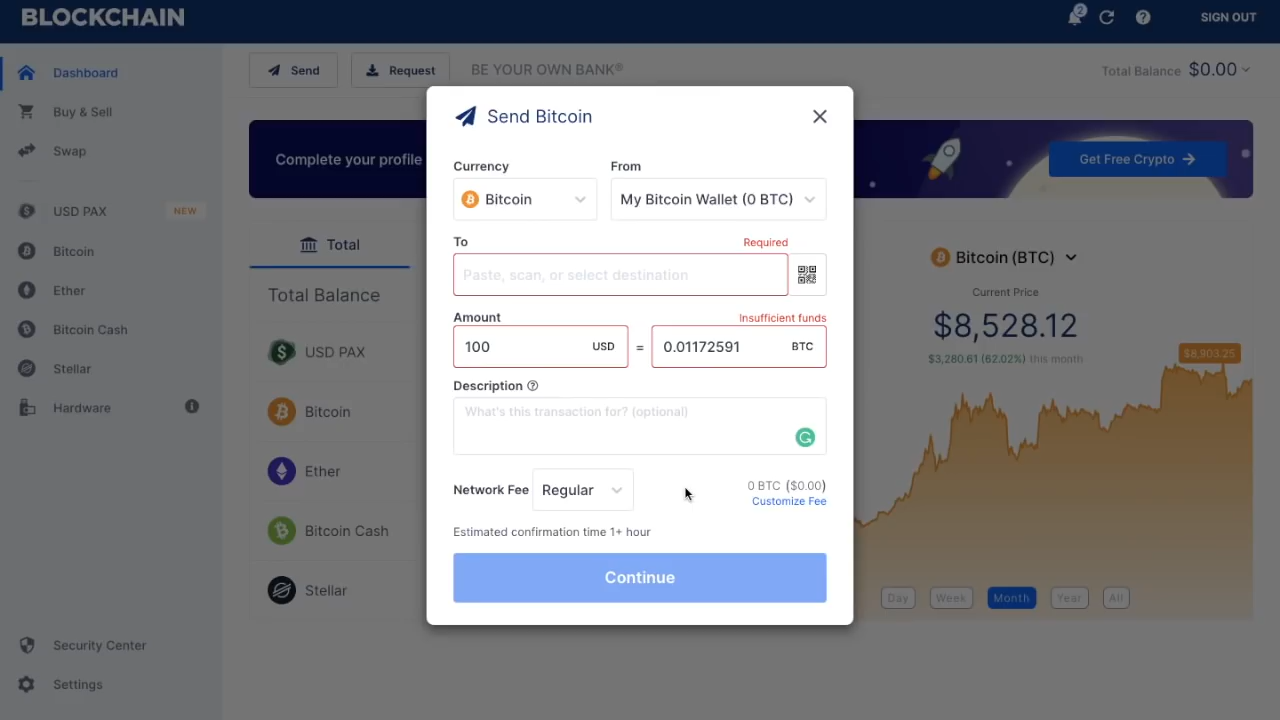 BLOCKCHAIN
2
SIGN OUT
Dashboard
Buy & Sell
Swap
USD PAX NEW
Bitcoin
Ether
Bitcoin Cash
Stellar
Hardware
Security Center
Settings
Send
Request
BE YOUR OWN BANK®
Total Balance $0.00
Complete your profile
Get Free Crypto →
Total
Total Balance
USD PAX
Bitcoin
Ether
Bitcoin Cash
Stellar
Send Bitcoin
Currency
From
Bitcoin
My Bitcoin Wallet (0 BTC)
To
Required
Paste, scan, or select destination
Amount
Insufficient funds
100 USD = 0.01172591 BTC
Description
What's this transaction for? (optional)
Network Fee Regular
0 BTC ($0.00)
Customize Fee
Estimated confirmation time 1+ hour
Continue
Bitcoin (BTC)
Current Price
$8,528.12
$3,280.61 (62.02%) this month
$8,903.25
Day Week Month Year All